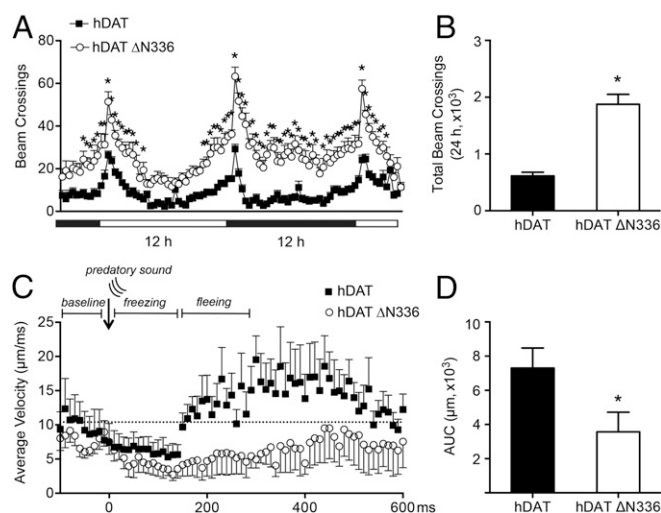 A
hDAT
hDAT ΔN336
Beam Crossings
80
60
40
20
0
12 h
12 h
B
Total Beam Crossings
(24 h, x10³)
3
2
1
0
*
hDAT
hDAT ΔN336
C
predatory sound
baseline
freezing
fleeing
hDAT
hDAT ΔN336
Average Velocity (μm/ms)
25
20
15
10
5
0
0
200
400
600 ms
D
AUC (μm, x10³)
8
6
4
2
*
hDAT
hDAT ΔN336